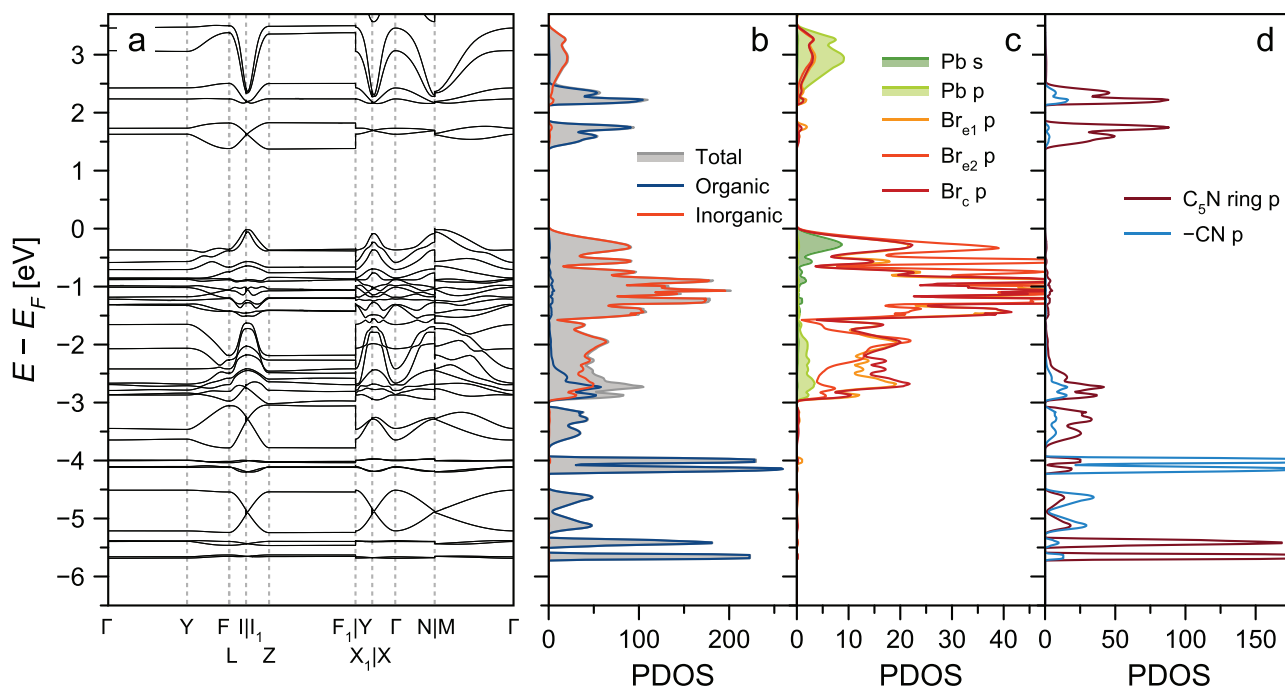 a
b
c
d
E − E_F [eV]
3
2
1
0
−1
−2
−3
−4
−5
−6
Γ
Y
F
I|I₁
F₁|Y
Γ
N|M
Γ
L
Z
X₁|X
Total
Organic
Inorganic
0
50
100
150
200
PDOS
Pb s
Pb p
Br_e1 p
Br_e2 p
Br_c p
0
10
20
30
40
PDOS
C₅N ring p
−CN p
0
50
100
150
PDOS